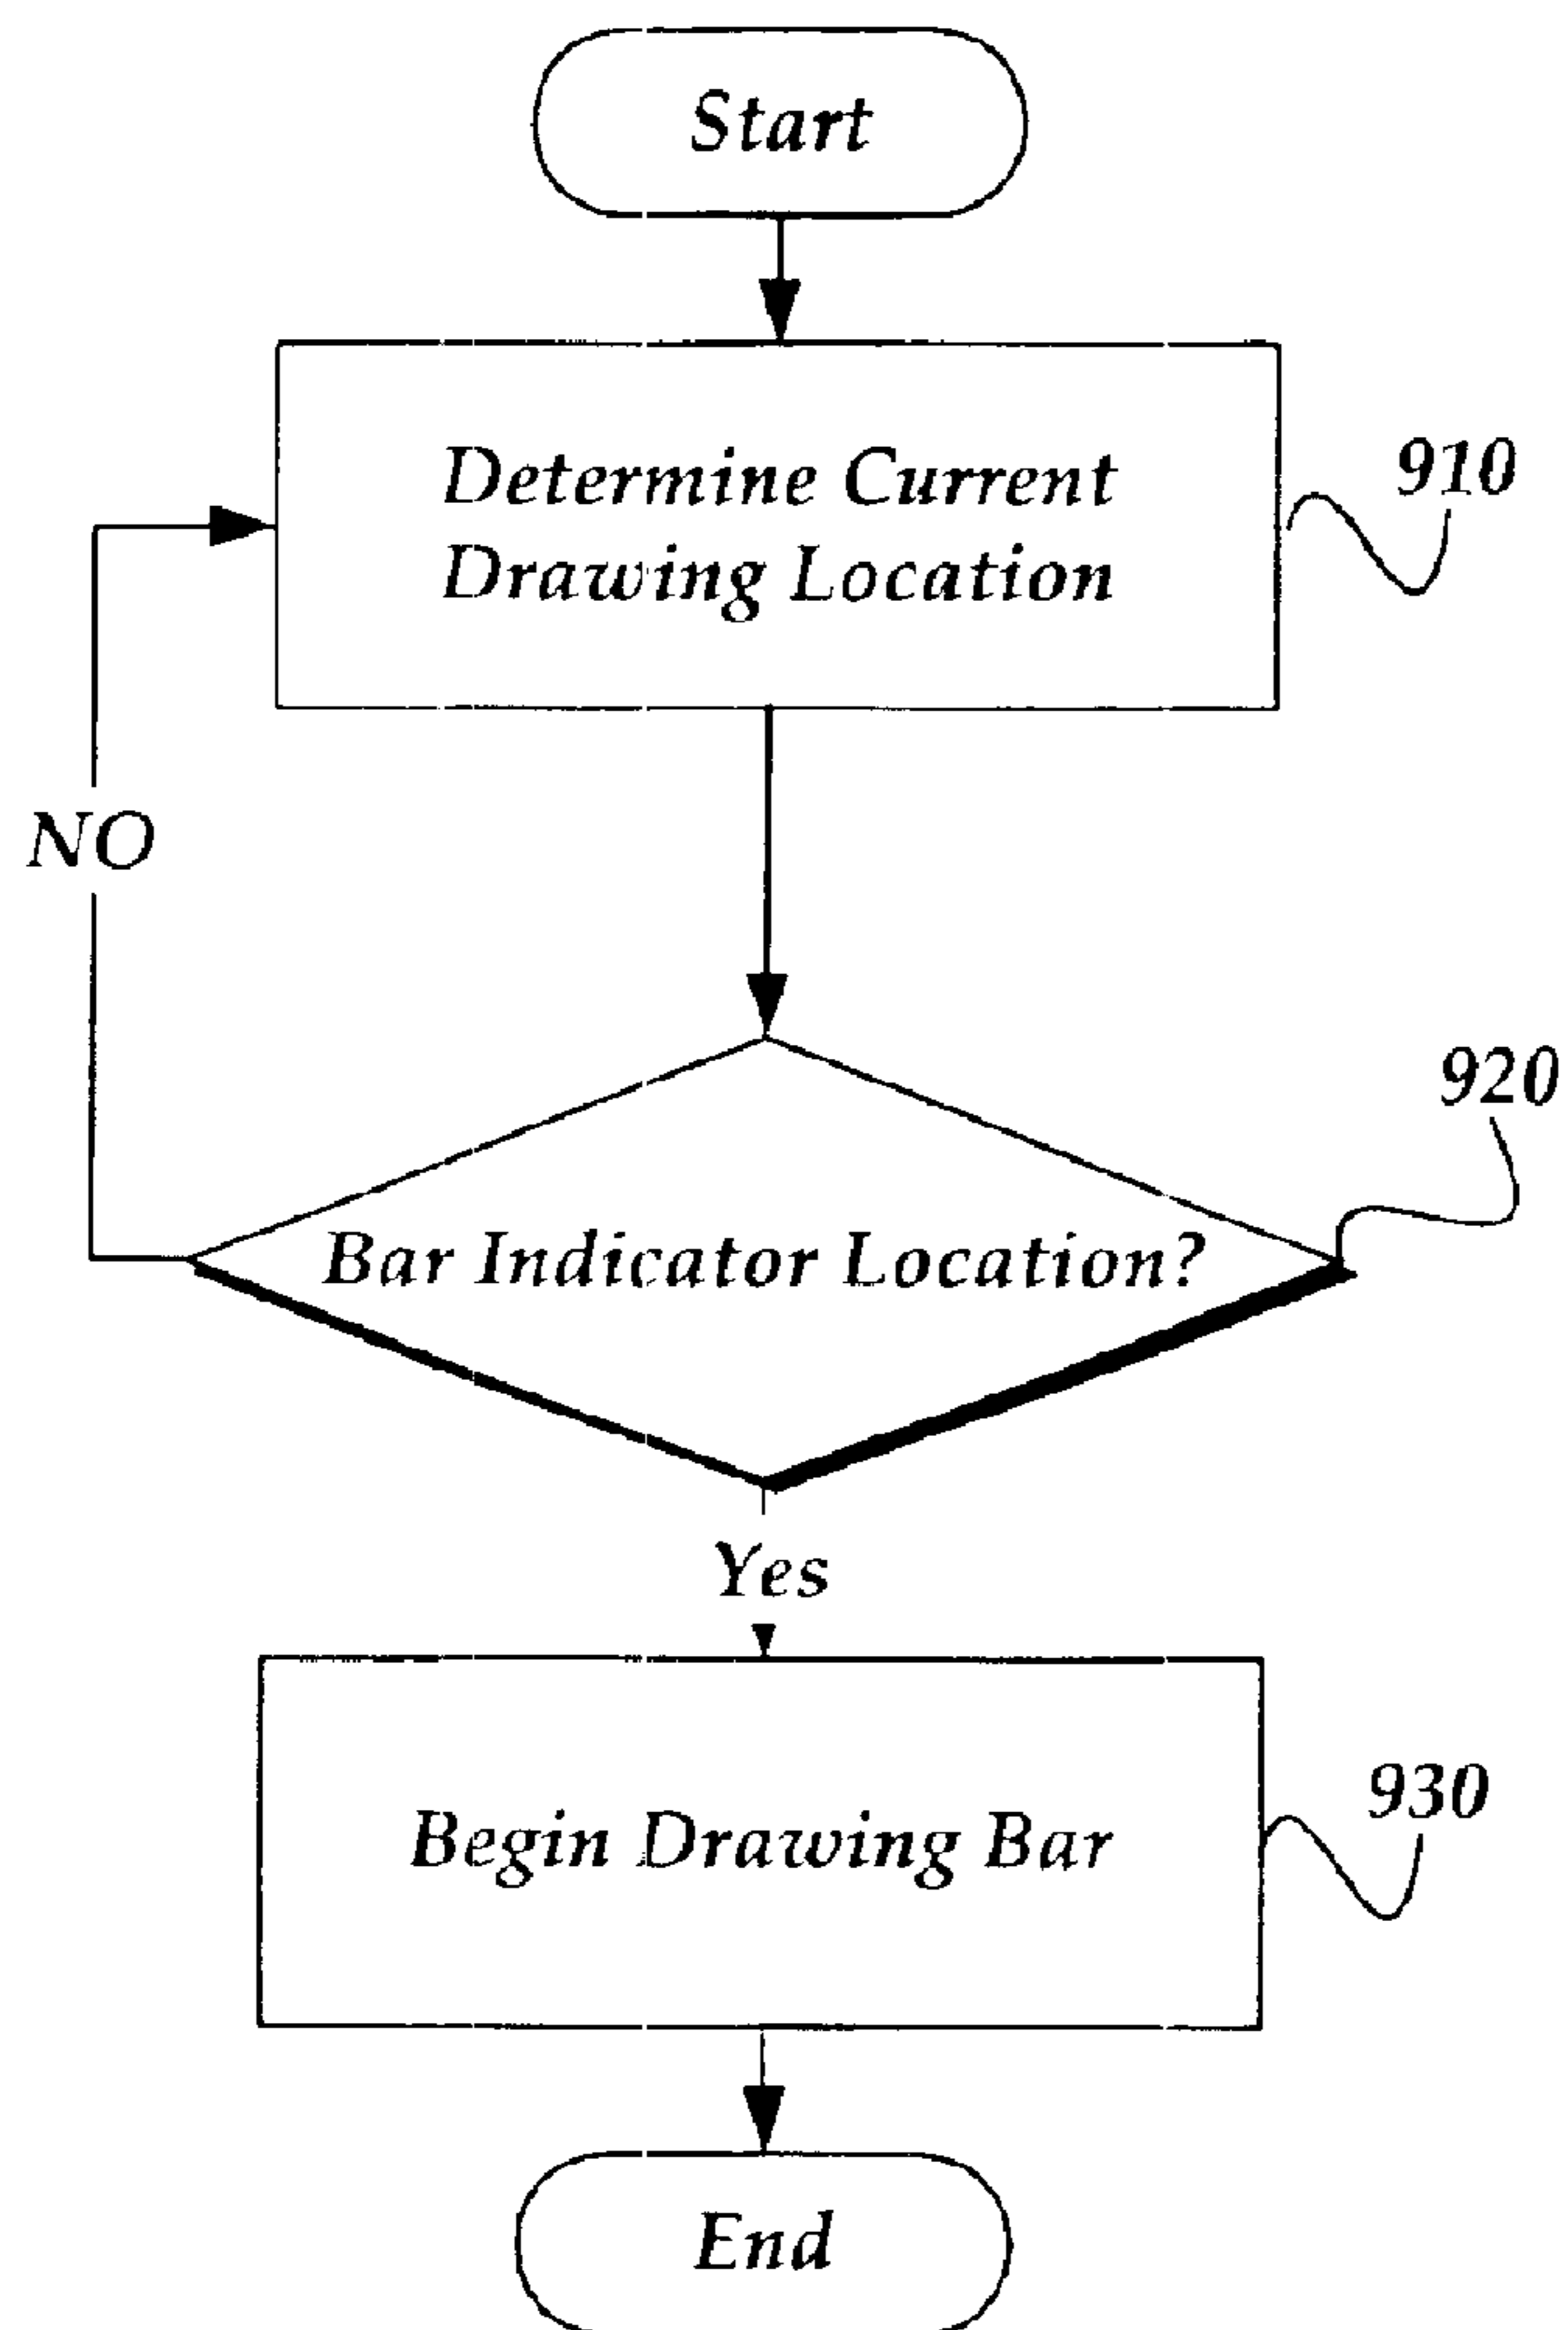 Start
Determine Current
Drawing Location
910
NO
920
Bar Indicator Location?
Yes
930
Begin Drawing Bar
End